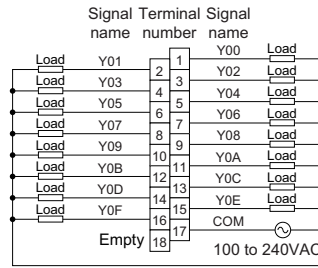 Signal Terminal Signal
name number name
1 Y00 Load
Load Y01 2
3 Y02 Load
Load Y03 4
5 Y04 Load
Load Y05 6
7 Y06 Load
Load Y07 8
9 Y08 Load
Load Y09 10
11 Y0A Load
Load Y0B 12
13 Y0C Load
Load Y0D 14
15 Y0E Load
Load Y0F 16
17 COM
Empty 18
100 to 240VAC